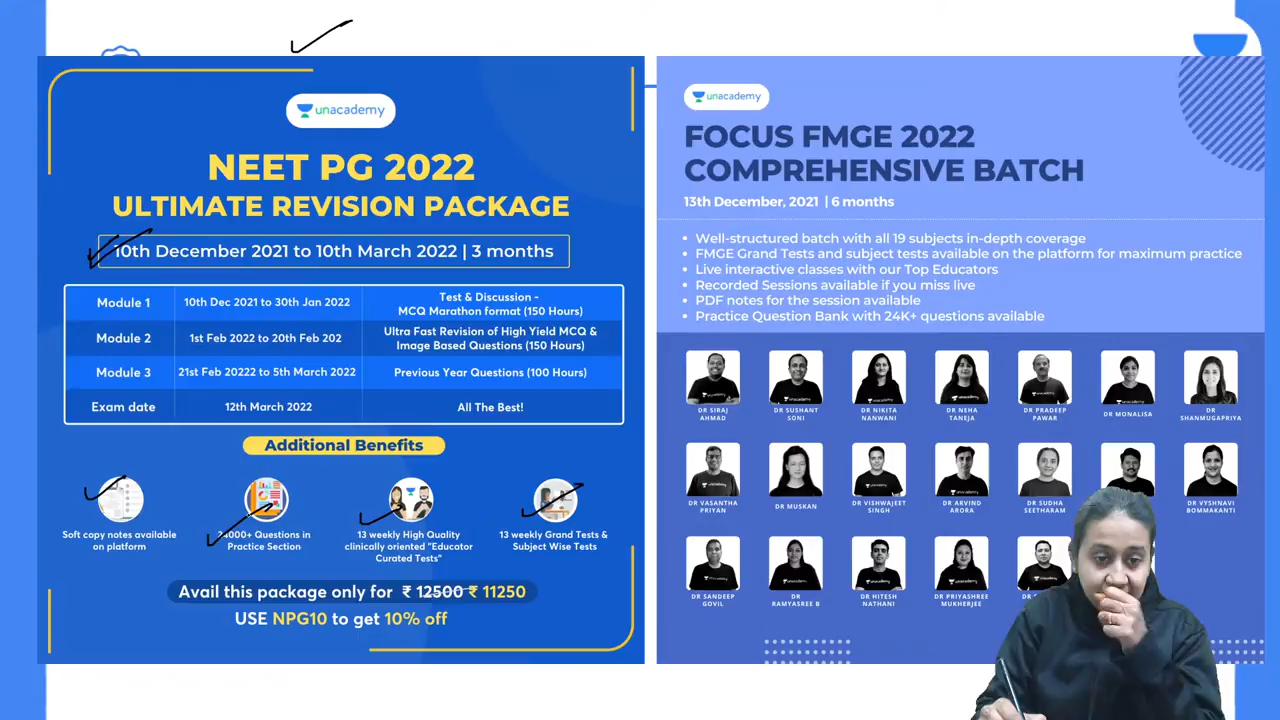 unacademy
NEET PG 2022
ULTIMATE REVISION PACKAGE
10th December 2021 to 10th March 2022 | 3 months
Module 1 10th Dec 2021 to 30th Jan 2022 Test & Discussion -
MCQ Marathon format (150 Hours)
Module 2 1st Feb 2022 to 20th Feb 202 Ultra Fast Revision of High Yield MCQ &
Image Based Questions (150 Hours)
Module 3 21st Feb 20222 to 5th March 2022 Previous Year Questions (100 Hours)
Exam date 12th March 2022 All The Best!
Additional Benefits
Soft copy notes available
on platform
24000+ Questions in
Practice Section
13 weekly High Quality
clinically oriented "Educator
Curated Tests"
13 weekly Grand Tests &
Subject Wise Tests
Avail this package only for ₹ 12500 ₹ 11250
USE NPG10 to get 10% off
unacademy
FOCUS FMGE 2022
COMPREHENSIVE BATCH
13th December, 2021 | 6 months
• Well-structured batch with all 19 subjects in-depth coverage
• FMGE Grand Tests and subject tests available on the platform for maximum practice
• Live interactive classes with our Top Educators
• Recorded Sessions available if you miss live
• PDF notes for the session available
• Practice Question Bank with 24K+ questions available
DR SIRAJ
AHMAD
DR SUSHANT
SONI
DR NIKITA
NANWANI
DR NEHA
TANEJA
DR PRADEEP
PAWAR
DR MONALISA
DR
SHANMUGAPRIYA
DR VASANTHA
PRIYAN
DR MUSKAN
DR VISHWAJEET
SINGH
DR ARVIND
ARORA
DR SUDHA
SEETHARAM
DR VYSHNAVI
BOMMAKANTI
DR SANDEEP
GOVIL
DR
RAMYASREE B
DR HITESH
NATHANI
DR PRIYASHREE
MUKHERJEE